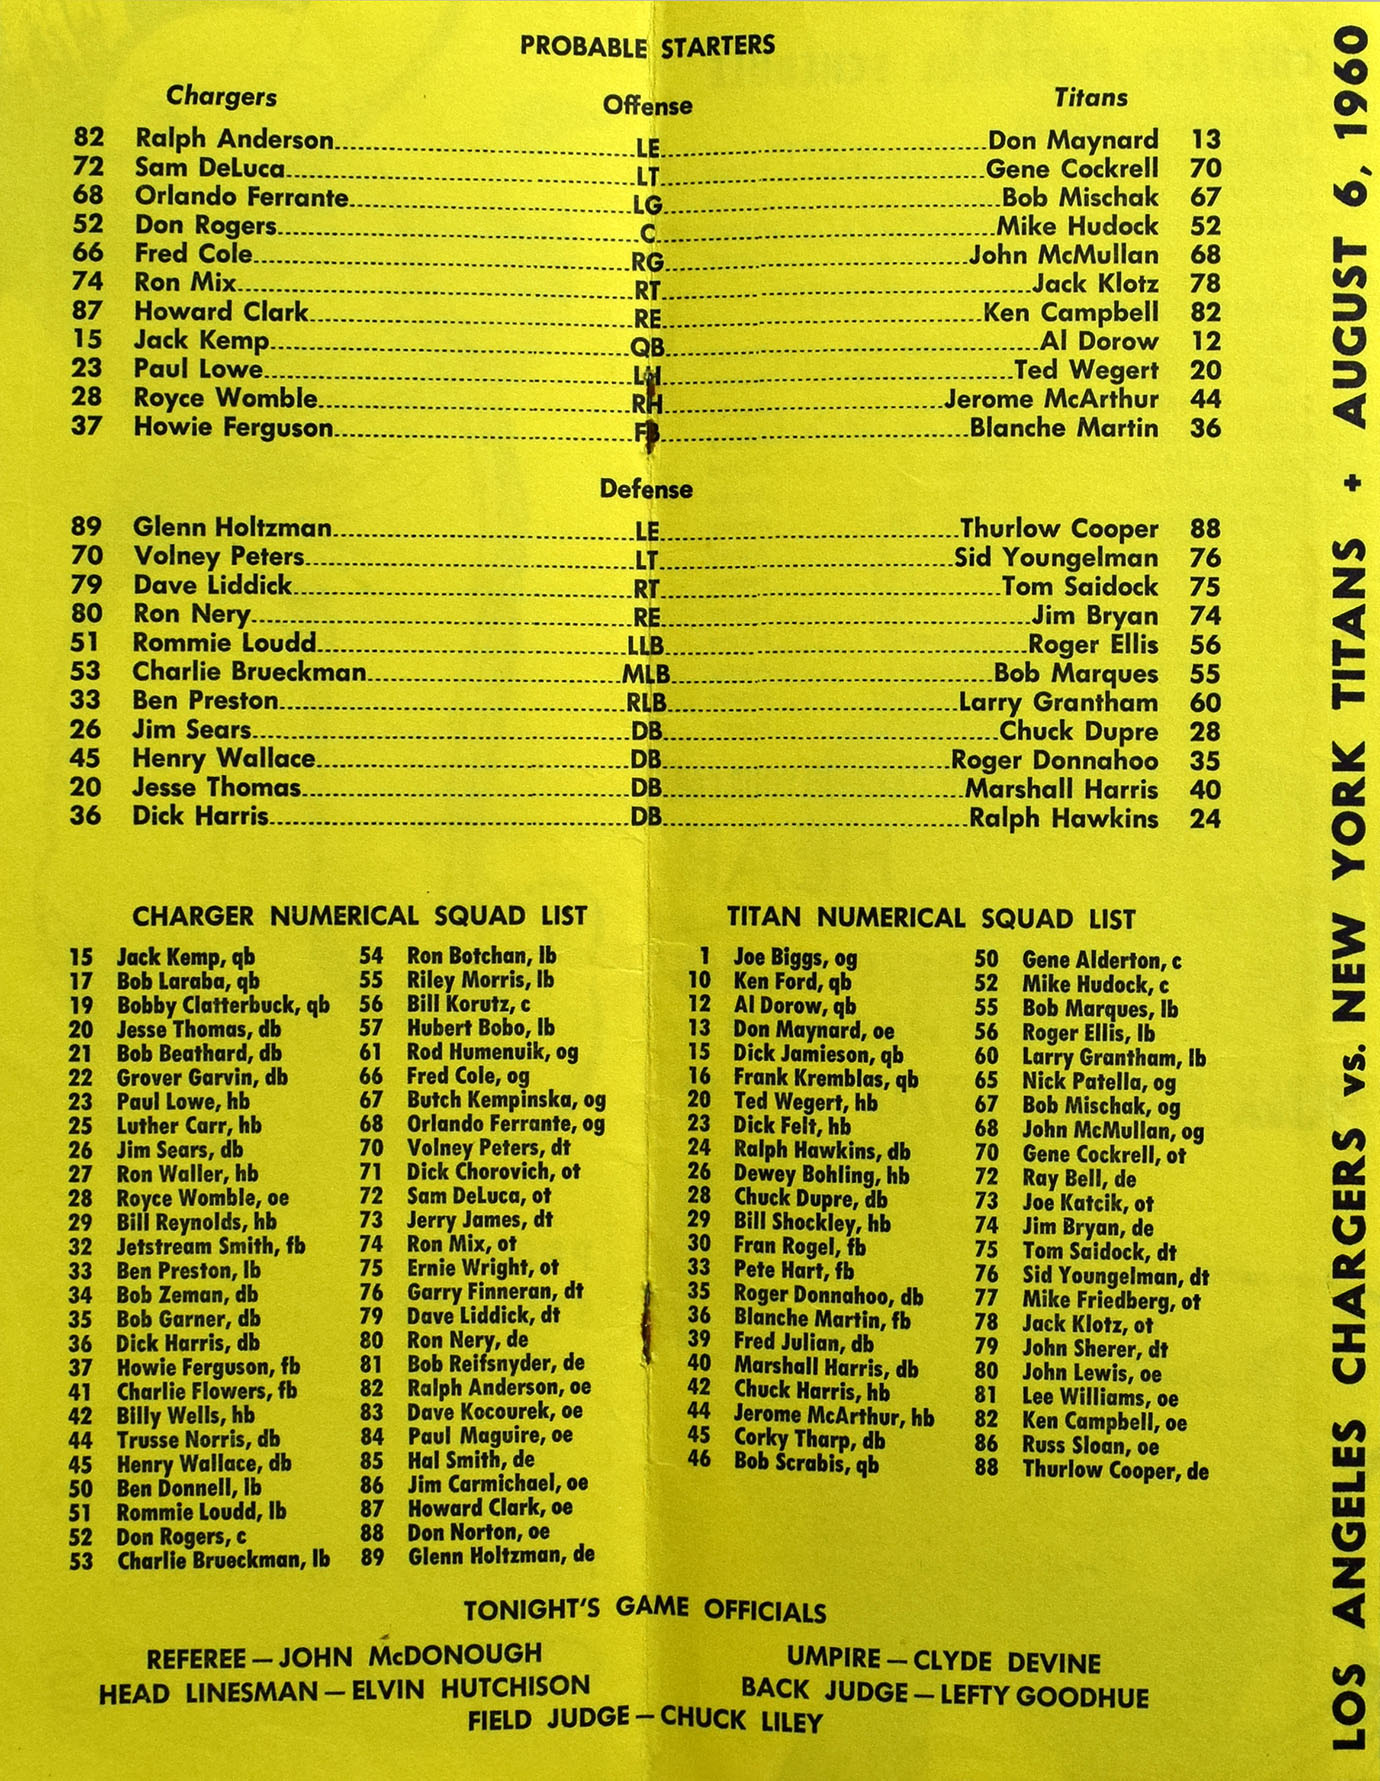 PROBABLE STARTERS
Chargers Offense Titans
82 Ralph Anderson LE Don Maynard 13
72 Sam DeLuca LT Gene Cockrell 70
68 Orlando Ferrante LG Bob Mischak 67
52 Don Rogers C Mike Hudock 52
66 Fred Cole RG John McMullan 68
74 Ron Mix RT Jack Klotz 78
87 Howard Clark RE Ken Campbell 82
15 Jack Kemp QB Al Dorow 12
23 Paul Lowe LH Ted Wegert 20
28 Royce Womble RH Jerome McArthur 44
37 Howie Ferguson FB Blanche Martin 36
Defense
89 Glenn Holtzman LE Thurlow Cooper 88
70 Volney Peters LT Sid Youngelman 76
79 Dave Liddick RT Tom Saidock 75
80 Ron Nery RE Jim Bryan 74
51 Rommie Loudd LLB Roger Ellis 56
53 Charlie Brueckman MLB Bob Marques 55
33 Ben Preston RLB Larry Grantham 60
26 Jim Sears DB Chuck Dupre 28
45 Henry Wallace DB Roger Donnahoo 35
20 Jesse Thomas DB Marshall Harris 40
36 Dick Harris DB Ralph Hawkins 24
CHARGER NUMERICAL SQUAD LIST
15 Jack Kemp, qb
17 Bob Laraba, qb
19 Bobby Clatterbuck, qb
20 Jesse Thomas, db
21 Bob Beathard, db
22 Grover Garvin, db
23 Paul Lowe, hb
25 Luther Carr, hb
26 Jim Sears, db
27 Ron Waller, hb
28 Royce Womble, oe
29 Bill Reynolds, hb
32 Jetstream Smith, fb
33 Ben Preston, lb
34 Bob Zeman, db
35 Bob Garner, db
36 Dick Harris, db
37 Howie Ferguson, fb
41 Charlie Flowers, fb
42 Billy Wells, hb
44 Trusse Norris, db
45 Henry Wallace, db
50 Ben Donnell, lb
51 Rommie Loudd, lb
52 Don Rogers, c
53 Charlie Brueckman, lb
54 Ron Botchan, lb
55 Riley Morris, lb
56 Bill Korutz, c
57 Hubert Bobo, lb
61 Rod Humenuik, og
66 Fred Cole, og
67 Butch Kempinska, og
68 Orlando Ferrante, og
70 Volney Peters, dt
71 Dick Chorovich, ot
72 Sam DeLuca, ot
73 Jerry James, dt
74 Ron Mix, ot
75 Ernie Wright, ot
76 Garry Finneran, dt
79 Dave Liddick, dt
80 Ron Nery, de
81 Bob Reifsnyder, de
82 Ralph Anderson, oe
83 Dave Kocourek, oe
84 Paul Maguire, oe
85 Hal Smith, de
86 Jim Carmichael, oe
87 Howard Clark, oe
88 Don Norton, oe
89 Glenn Holtzman, de
TITAN NUMERICAL SQUAD LIST
1 Joe Biggs, og
10 Ken Ford, qb
12 Al Dorow, qb
13 Don Maynard, oe
15 Dick Jamieson, qb
16 Frank Kremblas, qb
20 Ted Wegert, hb
23 Dick Felt, hb
24 Ralph Hawkins, db
26 Dewey Bohling, hb
28 Chuck Dupre, db
29 Bill Shockley, hb
30 Fran Rogel, fb
33 Pete Hart, fb
35 Roger Donnahoo, db
36 Blanche Martin, fb
39 Fred Julian, db
40 Marshall Harris, db
42 Chuck Harris, hb
44 Jerome McArthur, hb
45 Corky Tharp, db
46 Bob Scrabis, qb
50 Gene Alderton, c
52 Mike Hudock, c
55 Bob Marques, lb
56 Roger Ellis, lb
60 Larry Grantham, lb
65 Nick Patella, og
67 Bob Mischak, og
68 John McMullan, og
70 Gene Cockrell, ot
72 Ray Bell, de
73 Joe Katcik, ot
74 Jim Bryan, de
75 Tom Saidock, dt
76 Sid Youngelman, dt
77 Mike Friedberg, ot
78 Jack Klotz, ot
79 John Sherer, dt
80 John Lewis, oe
81 Lee Williams, oe
82 Ken Campbell, oe
86 Russ Sloan, oe
88 Thurlow Cooper, de
TONIGHT'S GAME OFFICIALS
REFEREE — JOHN McDONOUGH UMPIRE — CLYDE DEVINE
HEAD LINESMAN — ELVIN HUTCHISON BACK JUDGE — LEFTY GOODHUE
FIELD JUDGE — CHUCK LILEY
LOS ANGELES CHARGERS vs. NEW YORK TITANS + AUGUST 6, 1960